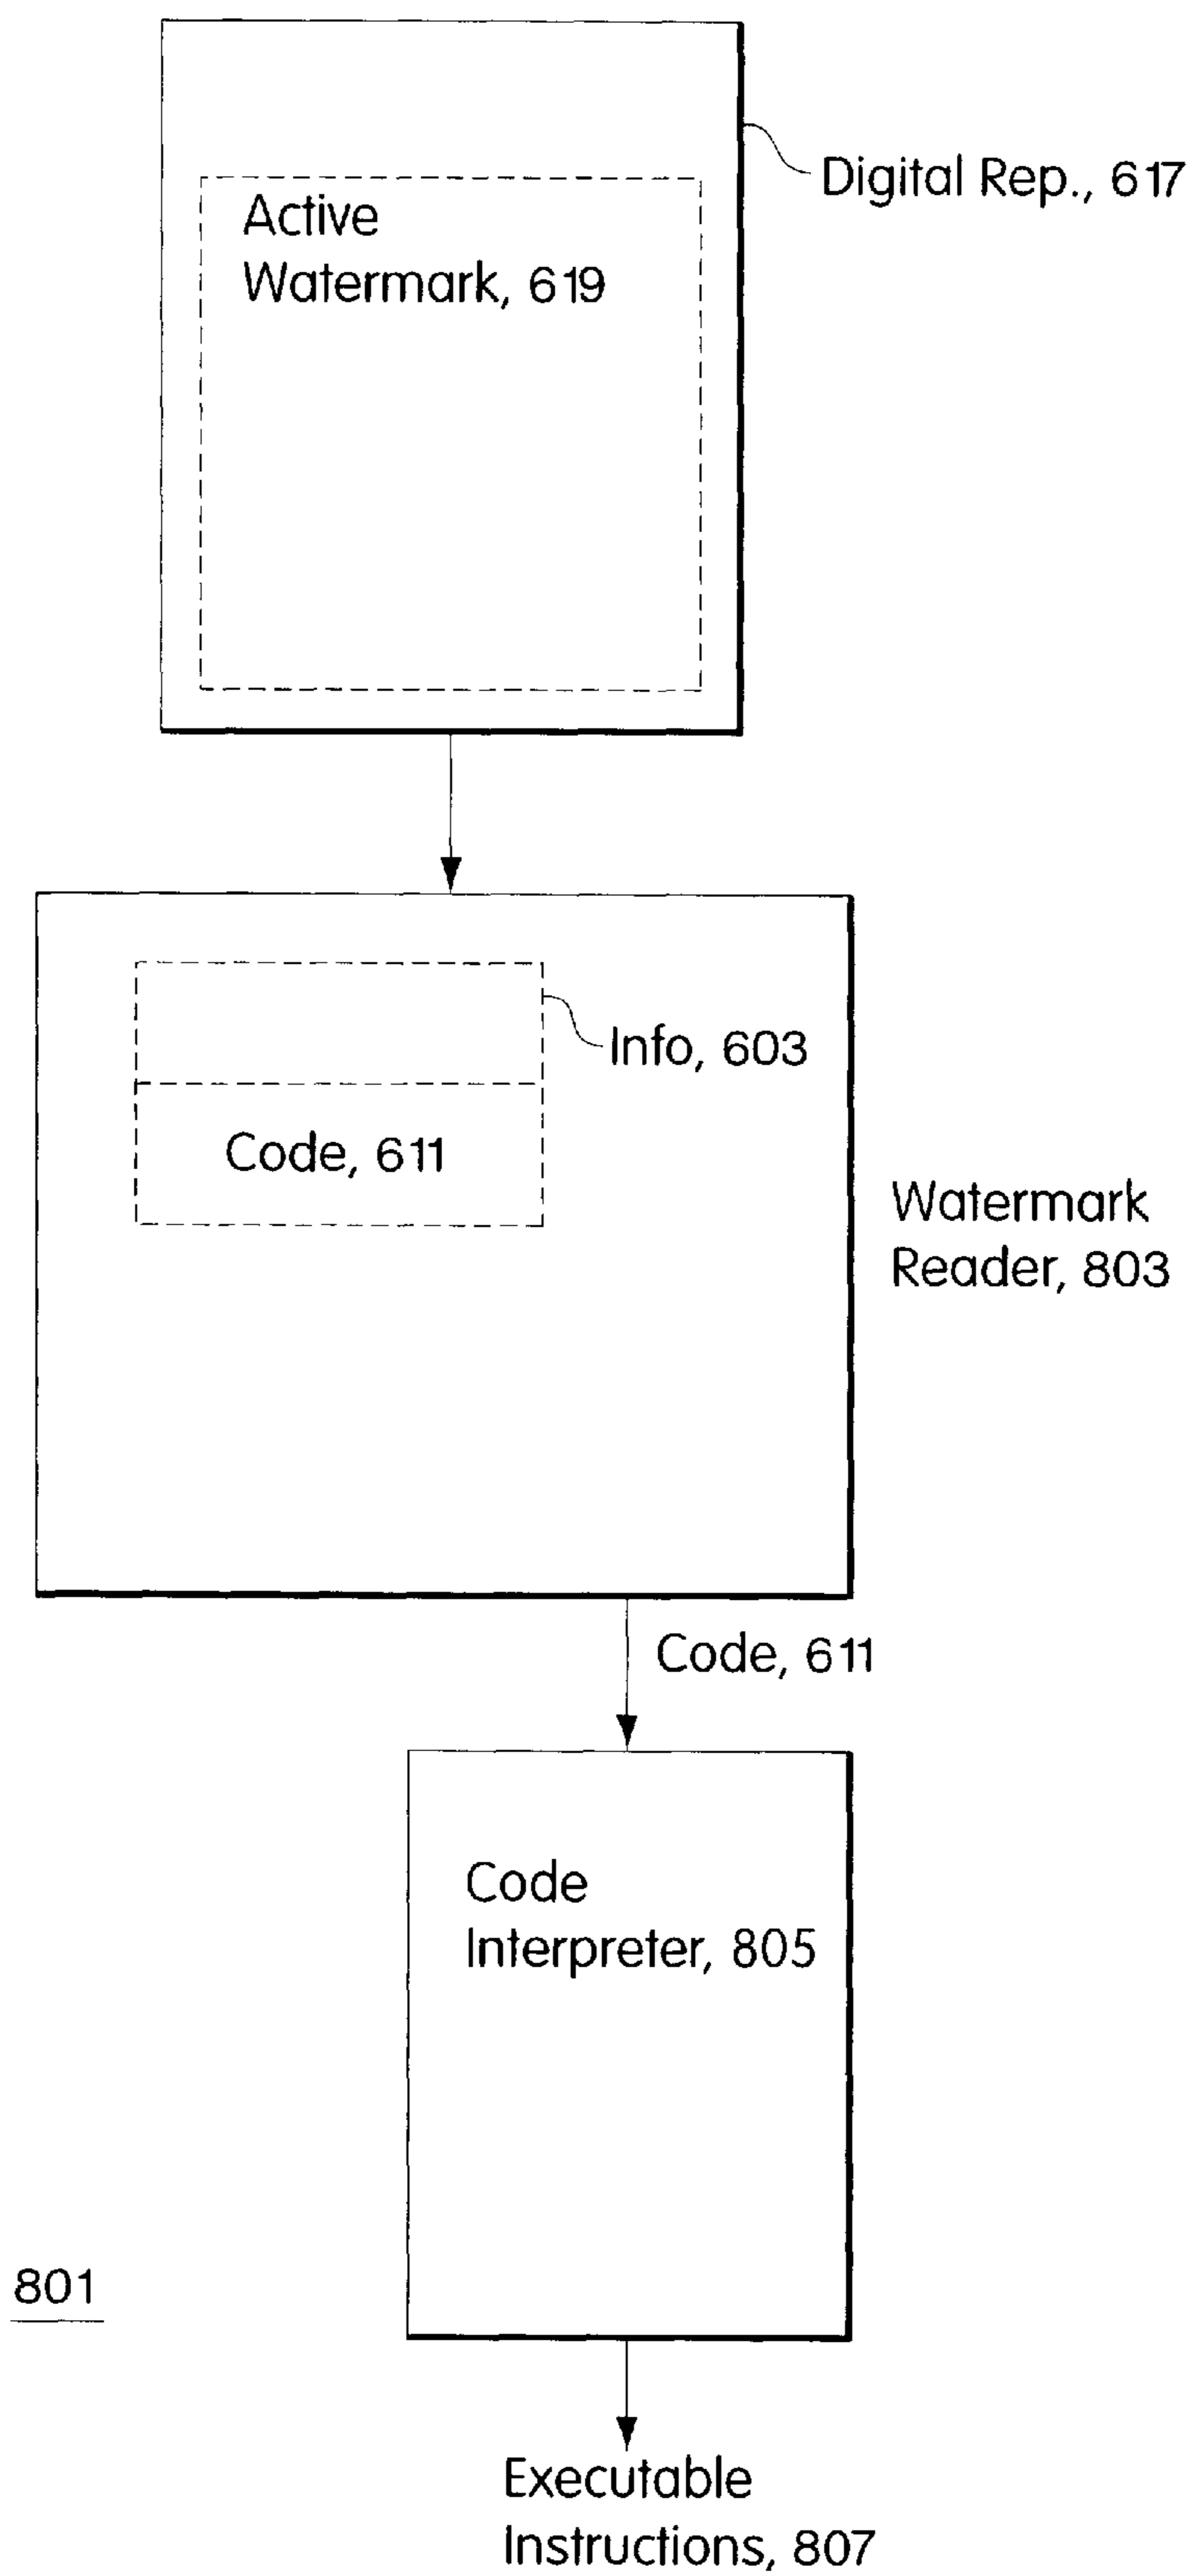 Digital Rep., 617
Active
Watermark, 619
Info, 603
Code, 611
Watermark
Reader, 803
Code, 611
Code
Interpreter, 805
801
Executable
Instructions, 807